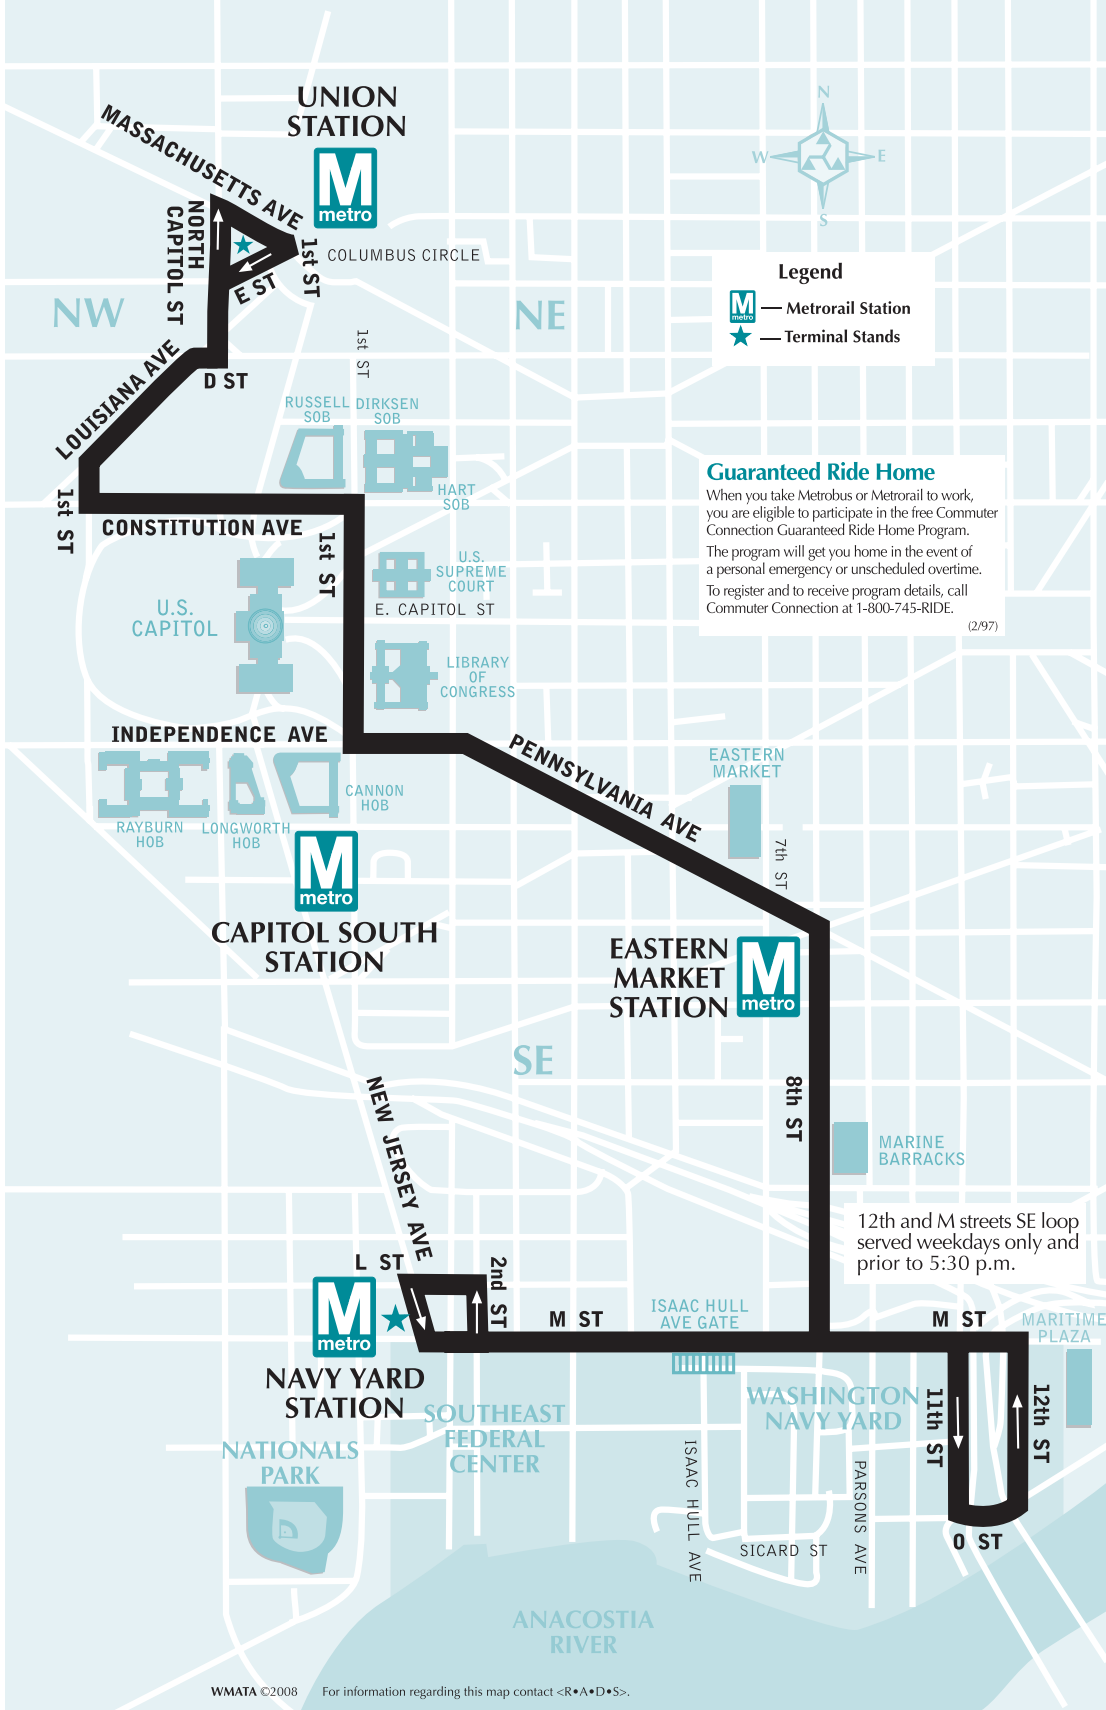 UNION
STATION
M
metro
MASSACHUSETTS AVE
NORTH
CAPITOL ST
1st ST
COLUMBUS CIRCLE
E ST
N
W
E
S
Legend
M
metro
Metrorail Station
Terminal Stands
NW
NE
1st ST
LOUISIANA AVE
D ST
RUSSELL
SOB
DIRKSEN
SOB
HART
SOB
1st ST
CONSTITUTION AVE
1st ST
Guaranteed Ride Home
When you take Metrobus or Metrorail to work,
you are eligible to participate in the free Commuter
Connection Guaranteed Ride Home Program.
The program will get you home in the event of
a personal emergency or unscheduled overtime.
To register and to receive program details, call
Commuter Connection at 1-800-745-RIDE.
(2/97)
U.S.
SUPREME
COURT
E. CAPITOL ST
U.S.
CAPITOL
LIBRARY
OF
CONGRESS
INDEPENDENCE AVE
PENNSYLVANIA AVE
EASTERN
MARKET
CANNON
HOB
RAYBURN
HOB
LONGWORTH
HOB
7th ST
M
metro
CAPITOL SOUTH
STATION
EASTERN
MARKET
STATION
M
metro
SE
NEW JERSEY AVE
8th ST
MARINE
BARRACKS
12th and M streets SE loop
served weekdays only and
prior to 5:30 p.m.
L ST
2nd ST
M
metro
NAVY YARD
STATION
M ST
ISAAC HULL
AVE GATE
M ST
MARITIME
PLAZA
WASHINGTON
NAVY YARD
11th ST
12th ST
SOUTHEAST
FEDERAL
CENTER
NATIONALS
PARK
ISAAC HULL AVE
PARSONS AVE
SICARD ST
O ST
ANACOSTIA
RIVER
WMATA ©2008 For information regarding this map contact <R•A•D•S>.